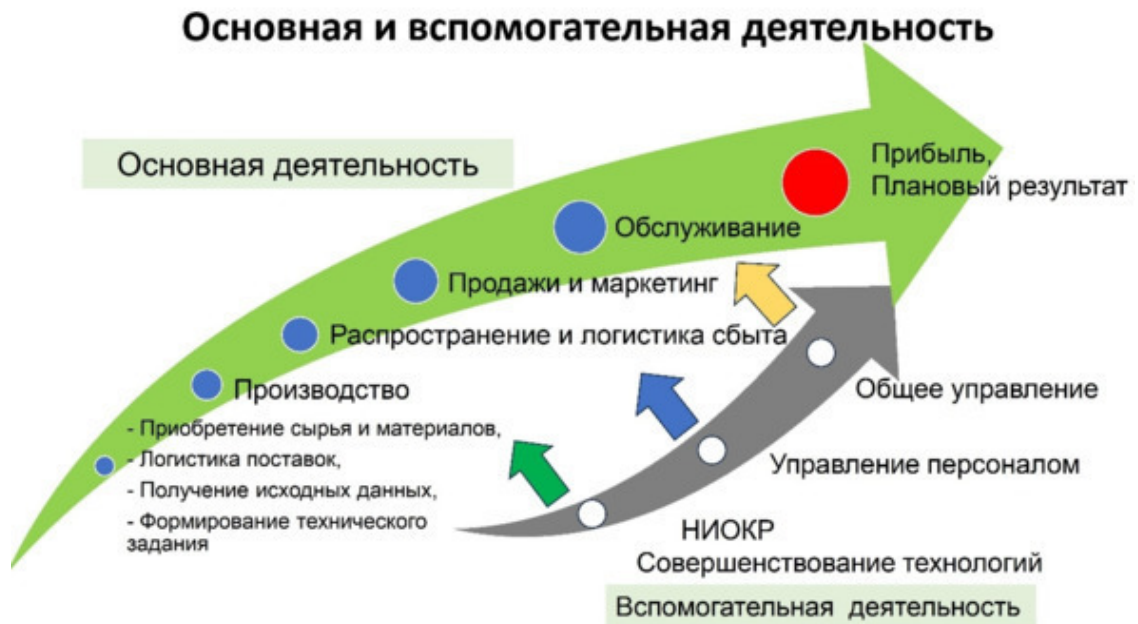 Основная и вспомогательная деятельность
Основная деятельность
Прибыль,
Плановый результат
Обслуживание
Продажи и маркетинг
Распространение и логистика сбыта
Производство
- Приобретение сырья и материалов,
- Логистика поставок,
- Получение исходных данных,
- Формирование технического
задания
Общее управление
Управление персоналом
НИОКР
Совершенствование технологий
Вспомогательная деятельность